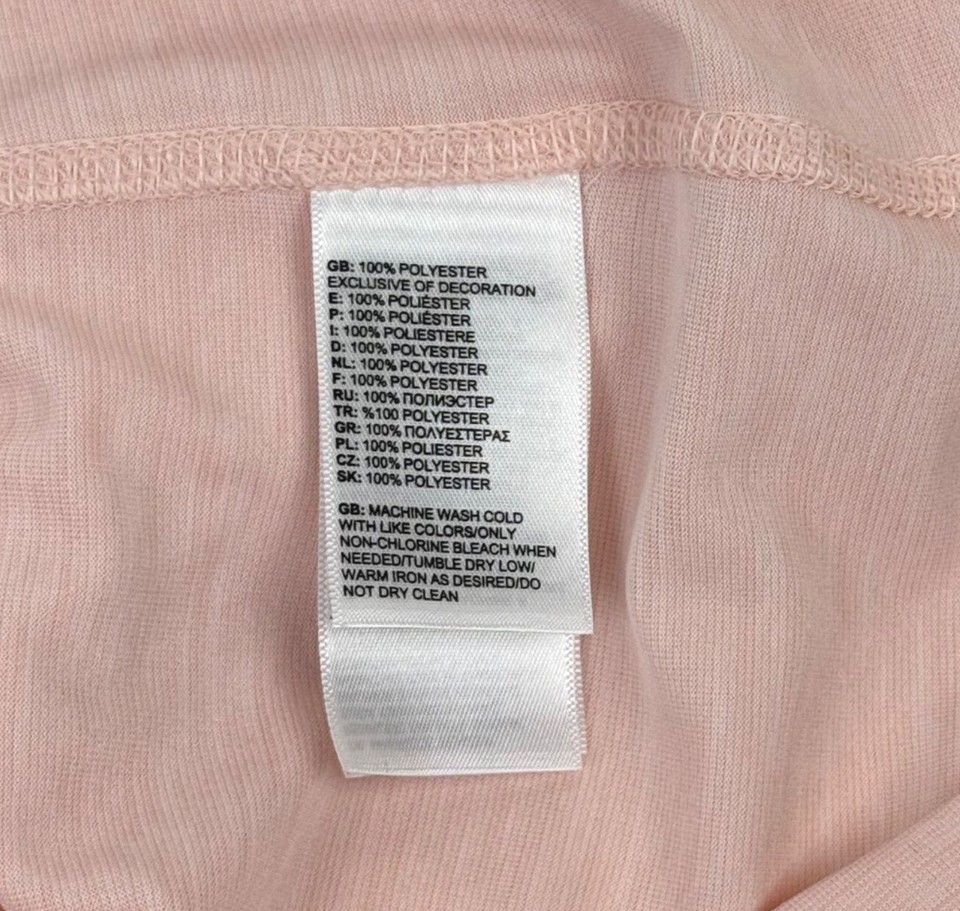 GB: 100% POLYESTER
EXCLUSIVE OF DECORATION
E: 100% POLIÉSTER
P: 100% POLIÉSTER
I: 100% POLIESTERE
D: 100% POLYESTER
NL: 100% POLYESTER
F: 100% POLYESTER
RU: 100% ПОЛИЭСТЕР
TR: %100 POLYESTER
GR: 100% ΠΟΛΥΕΣΤΕΡΑΣ
PL: 100% POLIESTER
CZ: 100% POLYESTER
SK: 100% POLYESTER
GB: MACHINE WASH COLD
WITH LIKE COLORS/ONLY
NON-CHLORINE BLEACH WHEN
NEEDED/TUMBLE DRY LOW/
WARM IRON AS DESIRED/DO
NOT DRY CLEAN